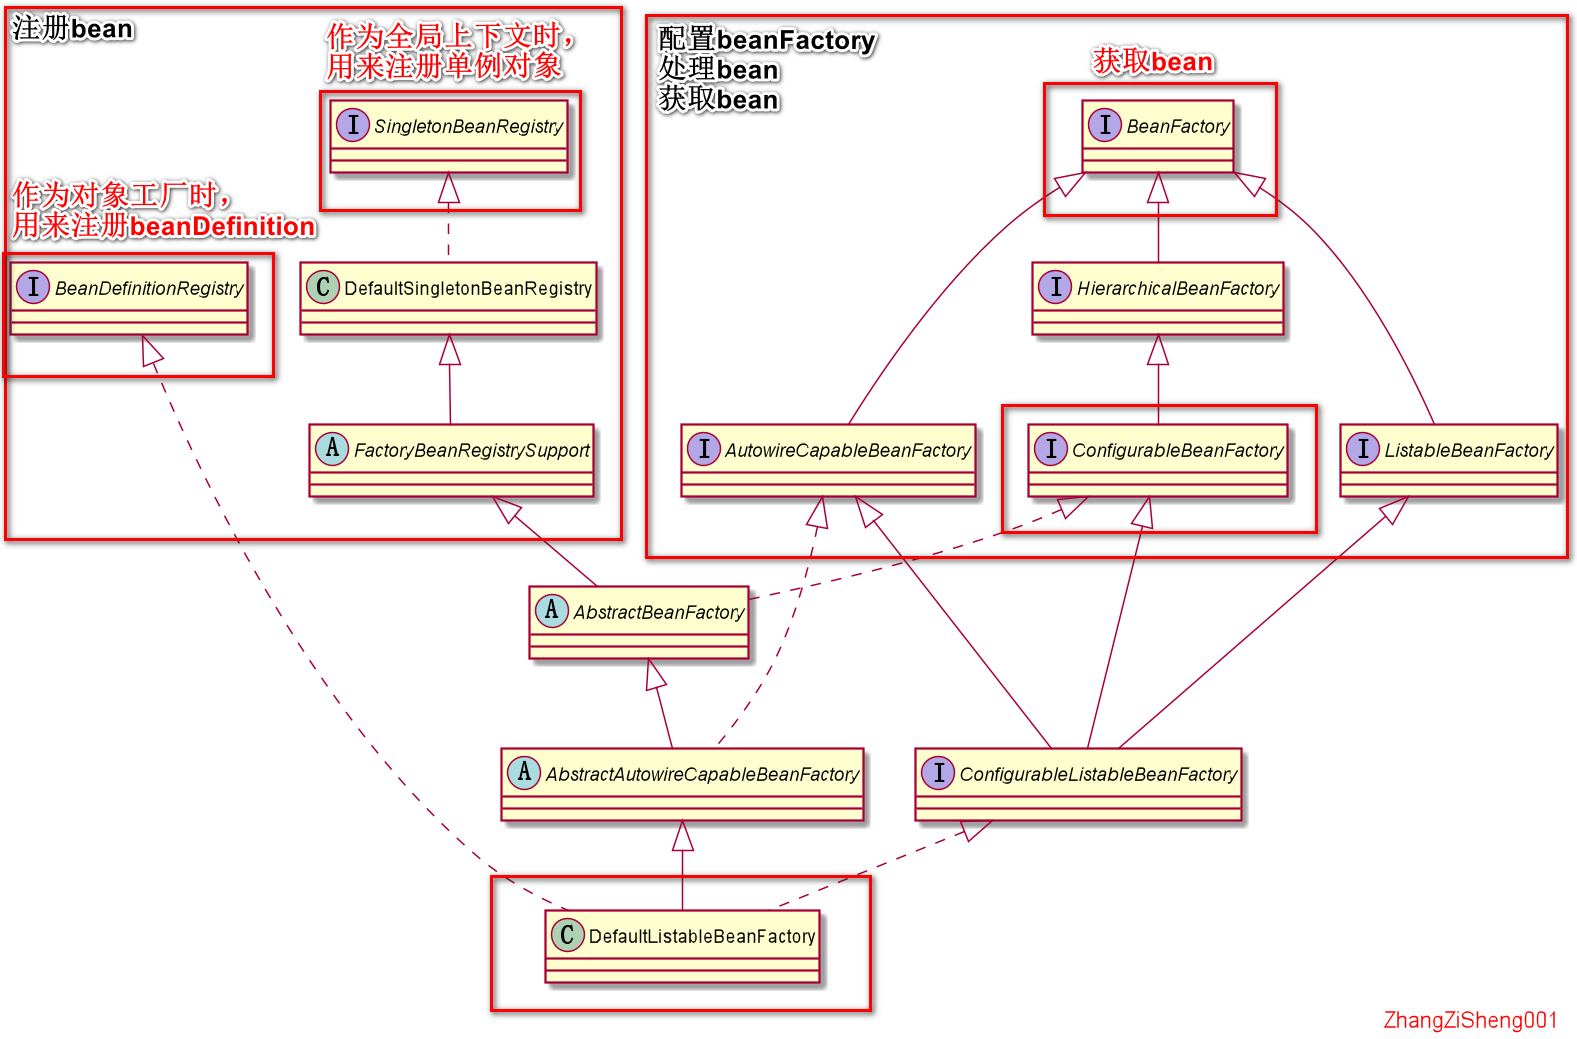 注册bean
作为全局上下文时，
用来注册单例对象
I SingletonBeanRegistry
作为对象工厂时，
用来注册beanDefinition
I BeanDefinitionRegistry
C DefaultSingletonBeanRegistry
A FactoryBeanRegistrySupport
配置beanFactory
处理bean
获取bean
获取bean
I BeanFactory
I HierarchicalBeanFactory
I AutowireCapableBeanFactory
I ConfigurableBeanFactory
I ListableBeanFactory
A AbstractBeanFactory
A AbstractAutowireCapableBeanFactory
I ConfigurableListableBeanFactory
C DefaultListableBeanFactory
ZhangZiSheng001